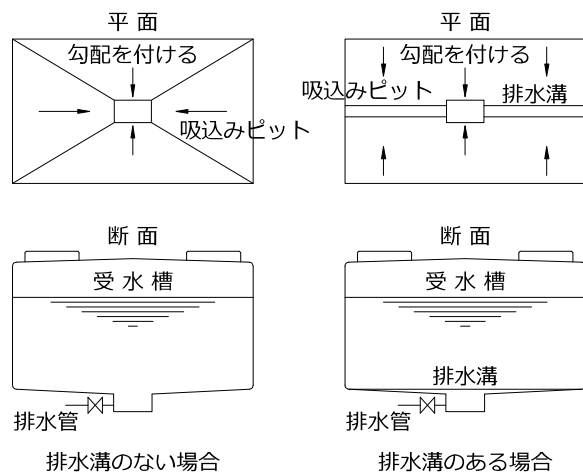 平 面
勾配を付ける
吸込みピット
断 面
受 水 槽
排水管
排水溝のない場合
平 面
勾配を付ける
吸込みピット
排水溝
断 面
受 水 槽
排水溝
排水管
排水溝のある場合